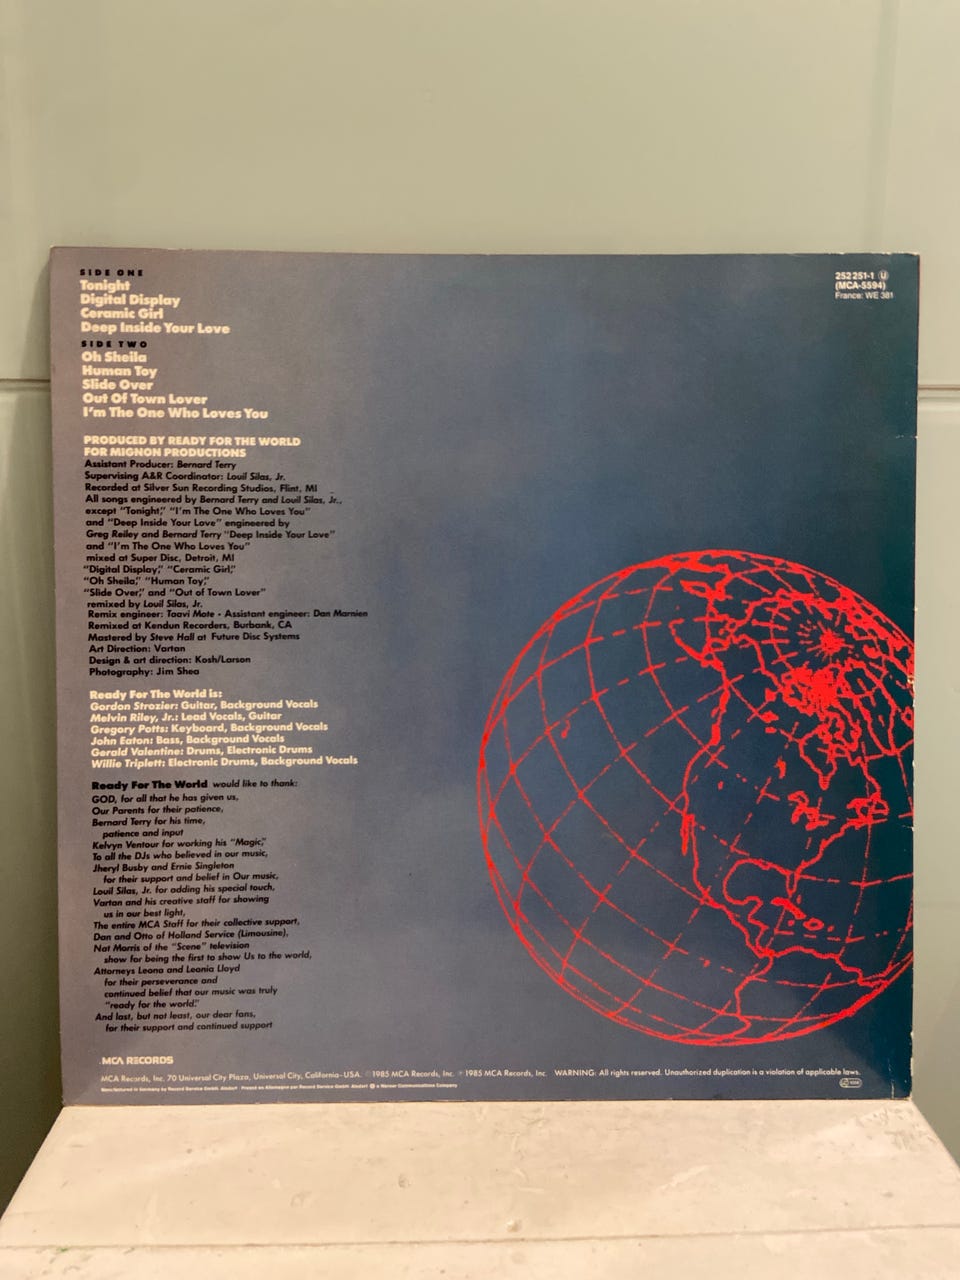 SIDE ONE
Tonight
Digital Display
Ceramic Girl
Deep Inside Your Love
SIDE TWO
Oh Sheila
Human Toy
Slide Over
Out Of Town Lover
I'm The One Who Loves You
252 251-1 U
(MCA-5594)
France: WE 381
PRODUCED BY READY FOR THE WORLD
FOR MIGNON PRODUCTIONS
Assistant Producer: Bernard Terry
Supervising A&R Coordinator: Louil Silas, Jr.
Recorded at Silver Sun Recording Studios, Flint, MI
All songs engineered by Bernard Terry and Louil Silas, Jr.,
except "Tonight," "I'm The One Who Loves You"
and "Deep Inside Your Love" engineered by
Greg Reiley and Bernard Terry "Deep Inside Your Love"
and "I'm The One Who Loves You"
mixed at Super Disc, Detroit, MI
"Digital Display," "Ceramic Girl,"
"Oh Sheila," "Human Toy,"
"Slide Over," and "Out of Town Lover"
remixed by Louil Silas, Jr.
Remix engineer: Taavi Mote • Assistant engineer: Dan Marnien
Remixed at Kendun Recorders, Burbank, CA
Mastered by Steve Hall at Future Disc Systems
Art Direction: Vartan
Design & art direction: Kosh/Larson
Photography: Jim Shea
Ready For The World is:
Gordon Strozier: Guitar, Background Vocals
Melvin Riley, Jr.: Lead Vocals, Guitar
Gregory Potts: Keyboard, Background Vocals
John Eaton: Bass, Background Vocals
Gerald Valentine: Drums, Electronic Drums
Willie Triplett: Electronic Drums, Background Vocals
Ready For The World would like to thank:
GOD, for all that he has given us,
Our Parents for their patience,
Bernard Terry for his time,
patience and input
Kelvyn Ventour for working his "Magic,"
To all the DJs who believed in our music,
Jheryl Busby and Ernie Singleton
for their support and belief in Our music,
Louil Silas, Jr. for adding his special touch,
Vartan and his creative staff for showing
us in our best light,
The entire MCA Staff for their collective support,
Dan and Otto of Holland Service (Limousine),
Nat Morris of the "Scene" television
show for being the first to show Us to the world,
Attorneys Leona and Leonia Lloyd
for their perseverance and
continued belief that our music was truly
"ready for the world."
And last, but not least, our dear fans,
for their support and continued support
MCA RECORDS
MCA Records, Inc. 70 Universal City Plaza, Universal City, California–USA. ©1985 MCA Records, Inc. ℗ 1985 MCA Records, Inc. WARNING: All rights reserved. Unauthorized duplication is a violation of applicable laws.
Manufactured in Germany by Record Service GmbH, Alsdorf · Pressé en Allemagne par Record Service GmbH, Alsdorf a Warner Communications Company